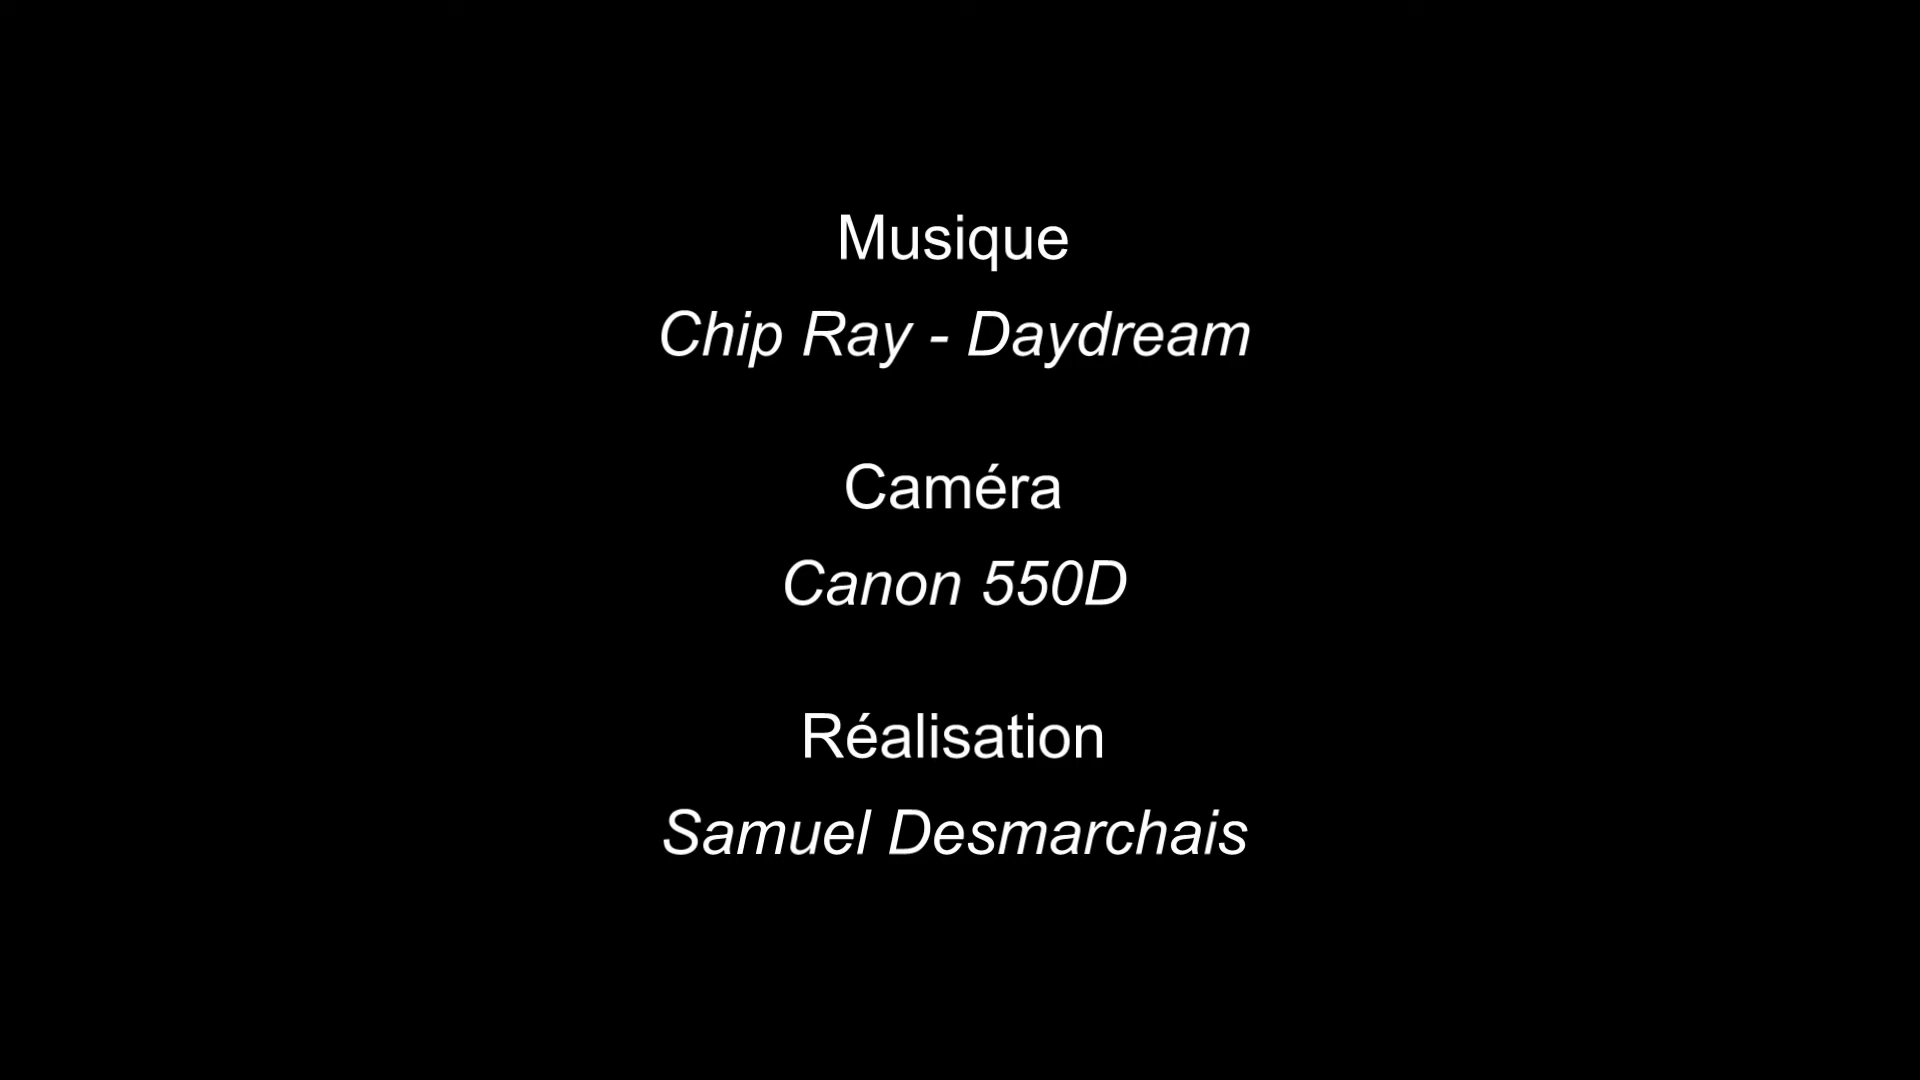 Musique
Chip Ray - Daydream
Caméra
Canon 550D
Réalisation
Samuel Desmarchais